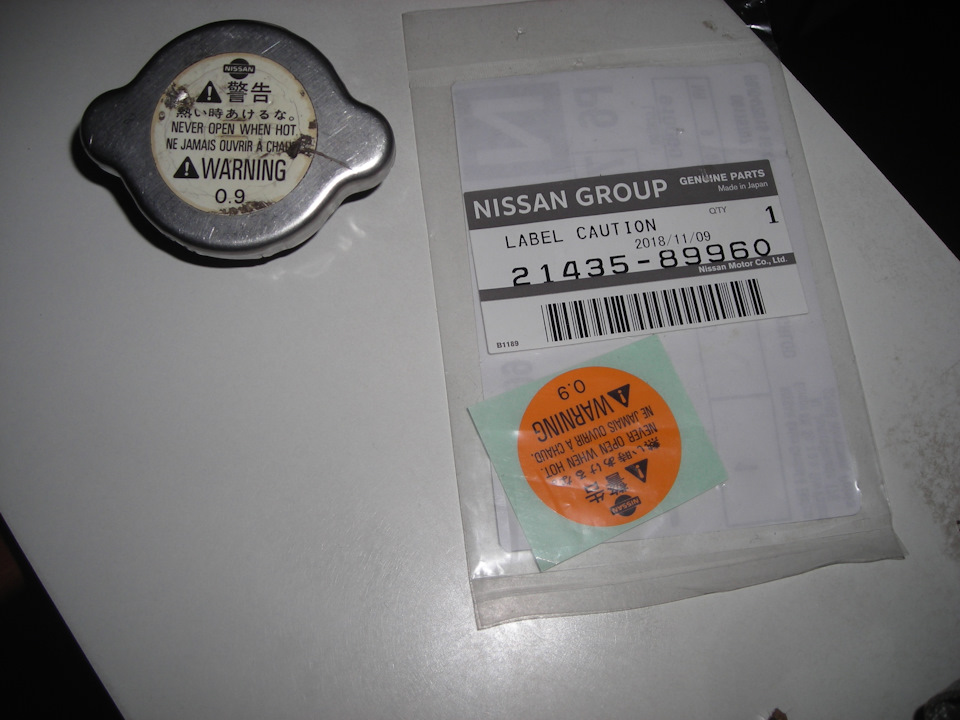 NISSAN
警告
熱い時あけるな。
NEVER OPEN WHEN HOT
NE JAMAIS OUVRIR A CHAU
WARNING
0.9
NISSAN GROUP
GENUINE PARTS
Made in Japan
LABEL CAUTION
QTY
1
2018/11/09
21435-89960
Nissan Motor Co., Ltd.
B1189
NISSAN
警告
熱い時あけるな
NEVER OPEN WHEN HOT.
NE JAMAIS OUVRIR A CHAUD.
WARNING
0.9